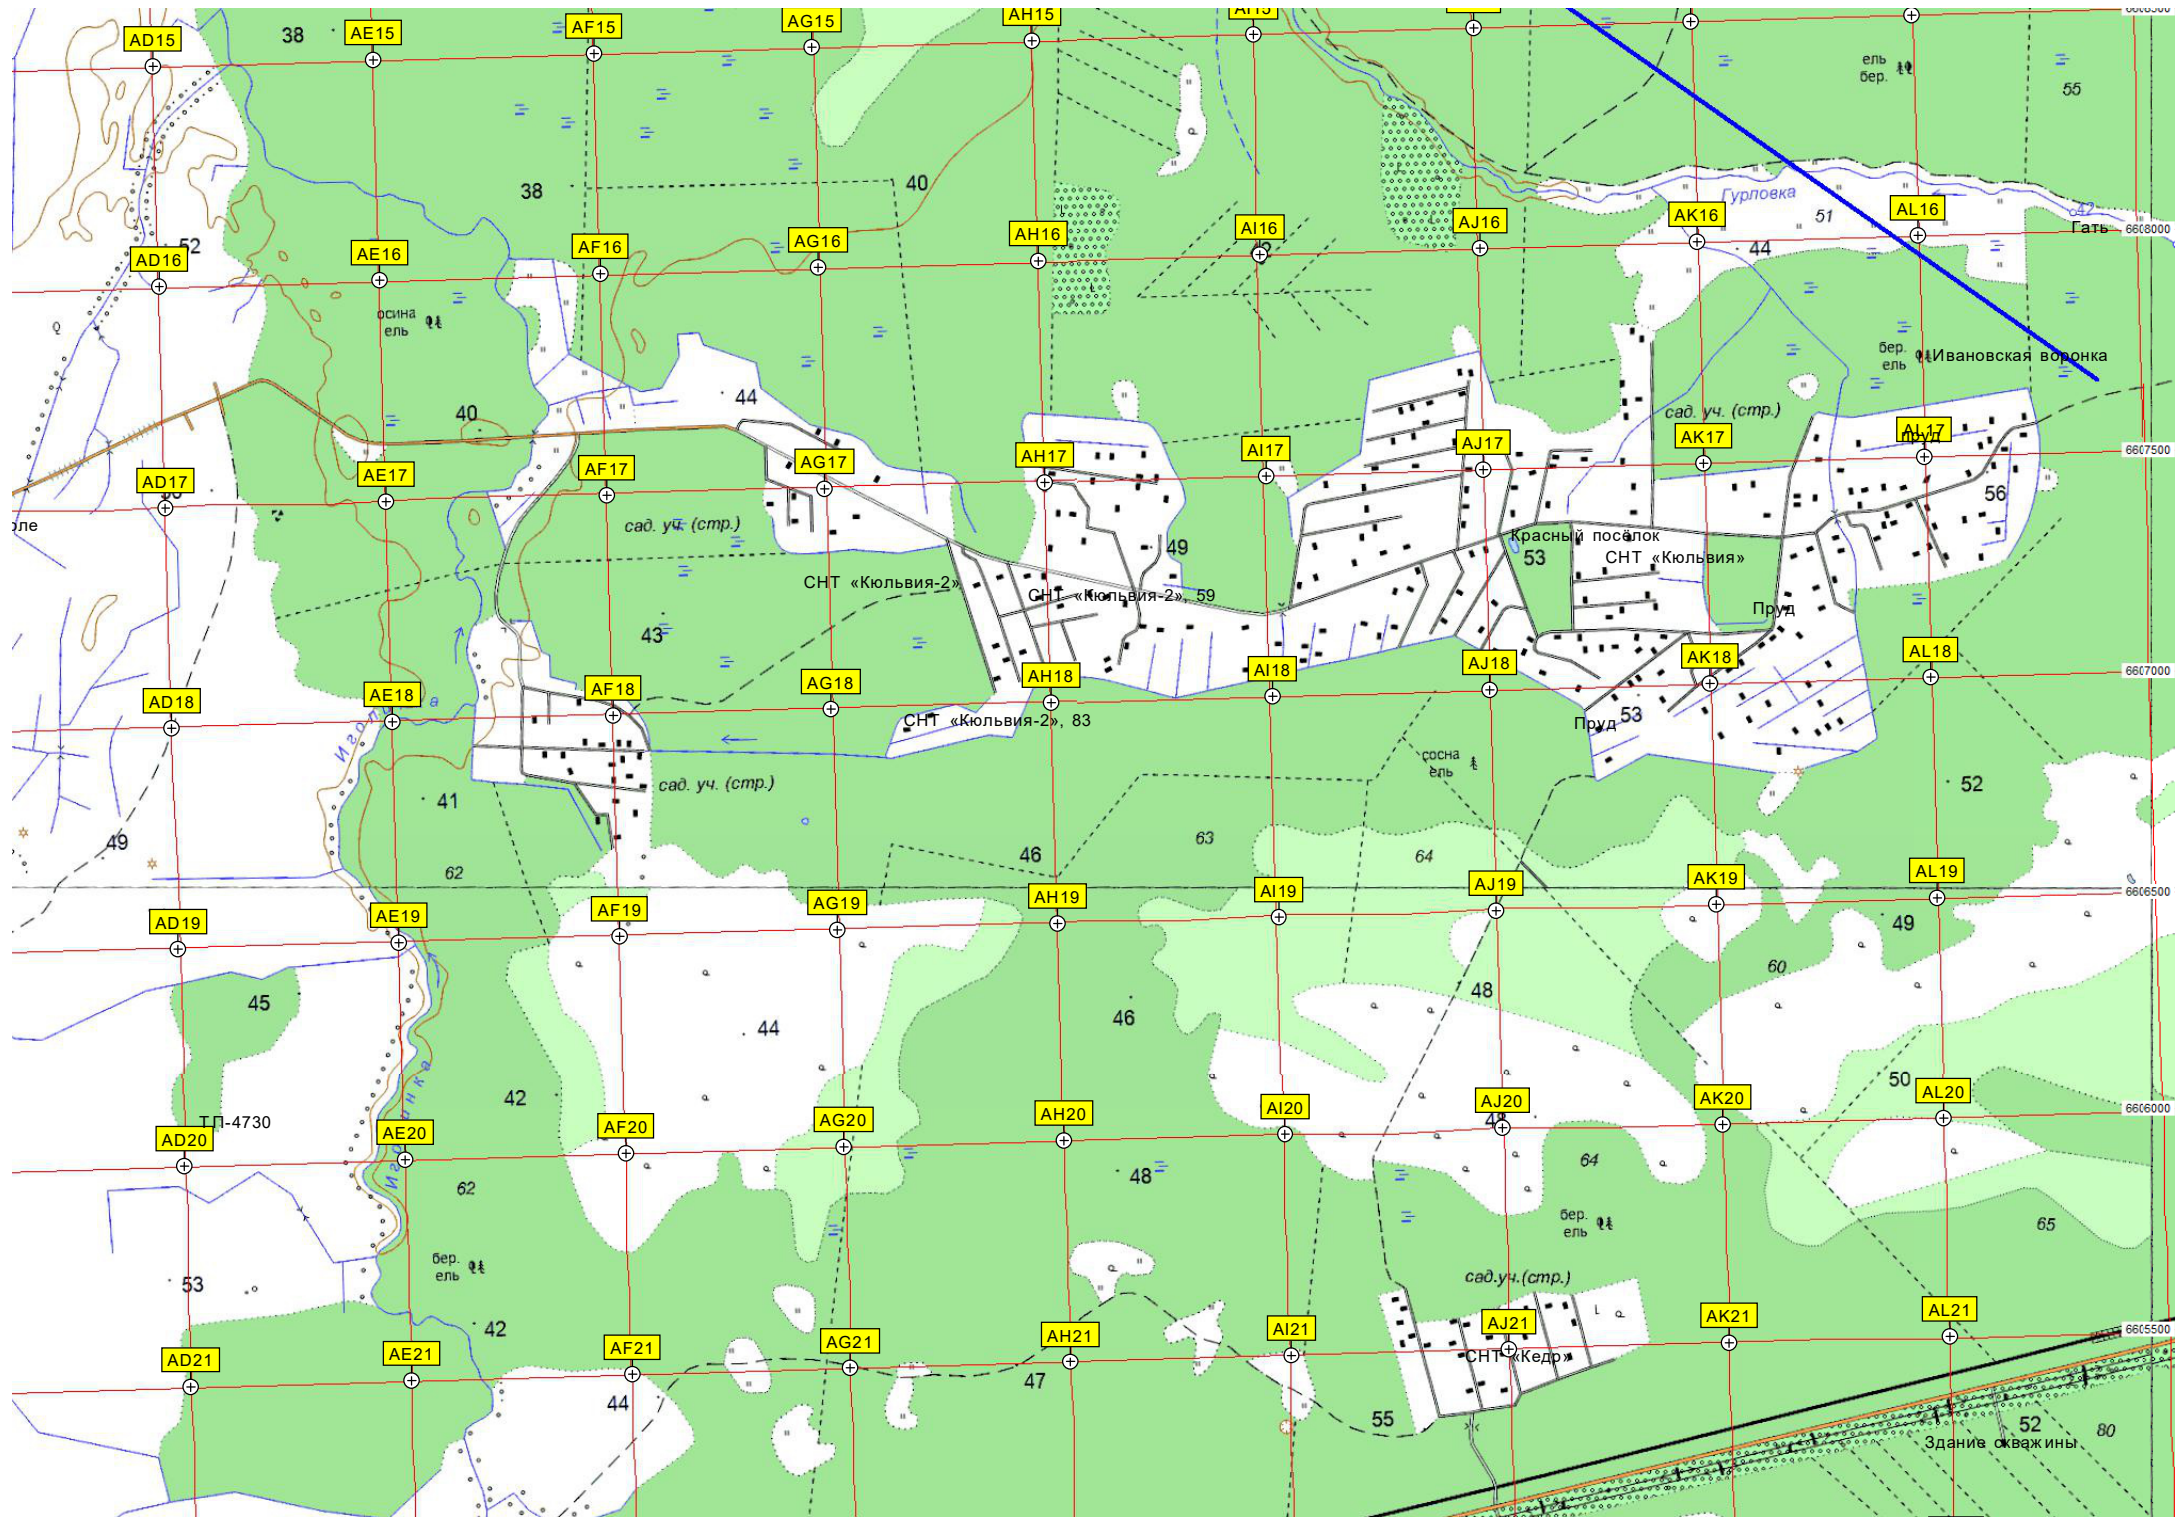 AD15
AE15
AF15
AG15
AH15
38
ель
бер.
55
38
40
Гурловка
51
44
Гать
6608000
AD16
AE16
AF16
AG16
AH16
AI16
AJ16
AK16
AL16
52
осина
ель
44
40
бер.
ель
Ивановская воронка
сад. уч. (стр.)
AD17
AE17
AF17
AG17
AH17
AI17
AJ17
AK17
AL17
пруд
6607500
56
сад. уч. (стр.)
49
Красный посёлок
53
СНТ «Кюльвия»
СНТ «Кюльвия-2»
СНТ «Кюльвия-2», 59
Пруд
43
AD18
AE18
AF18
AG18
AH18
AI18
AJ18
AK18
AL18
6607000
СНТ «Кюльвия-2», 83
Пруд
53
сосна
ель
сад. уч. (стр.)
41
52
49
62
46
63
64
AD19
AE19
AF19
AG19
AH19
AI19
AJ19
AK19
AL19
6606500
49
60
45
44
46
48
42
50
ТП-4730
AD20
AE20
AF20
AG20
AH20
AI20
AJ20
AK20
AL20
6606000
62
48
64
бер.
ель
65
бер.
ель
53
сад.уч.(стр.)
42
AD21
AE21
AF21
AG21
AH21
AI21
AJ21
AK21
AL21
6605500
СНТ «Кедр»
44
47
55
52
80
Здание скважины